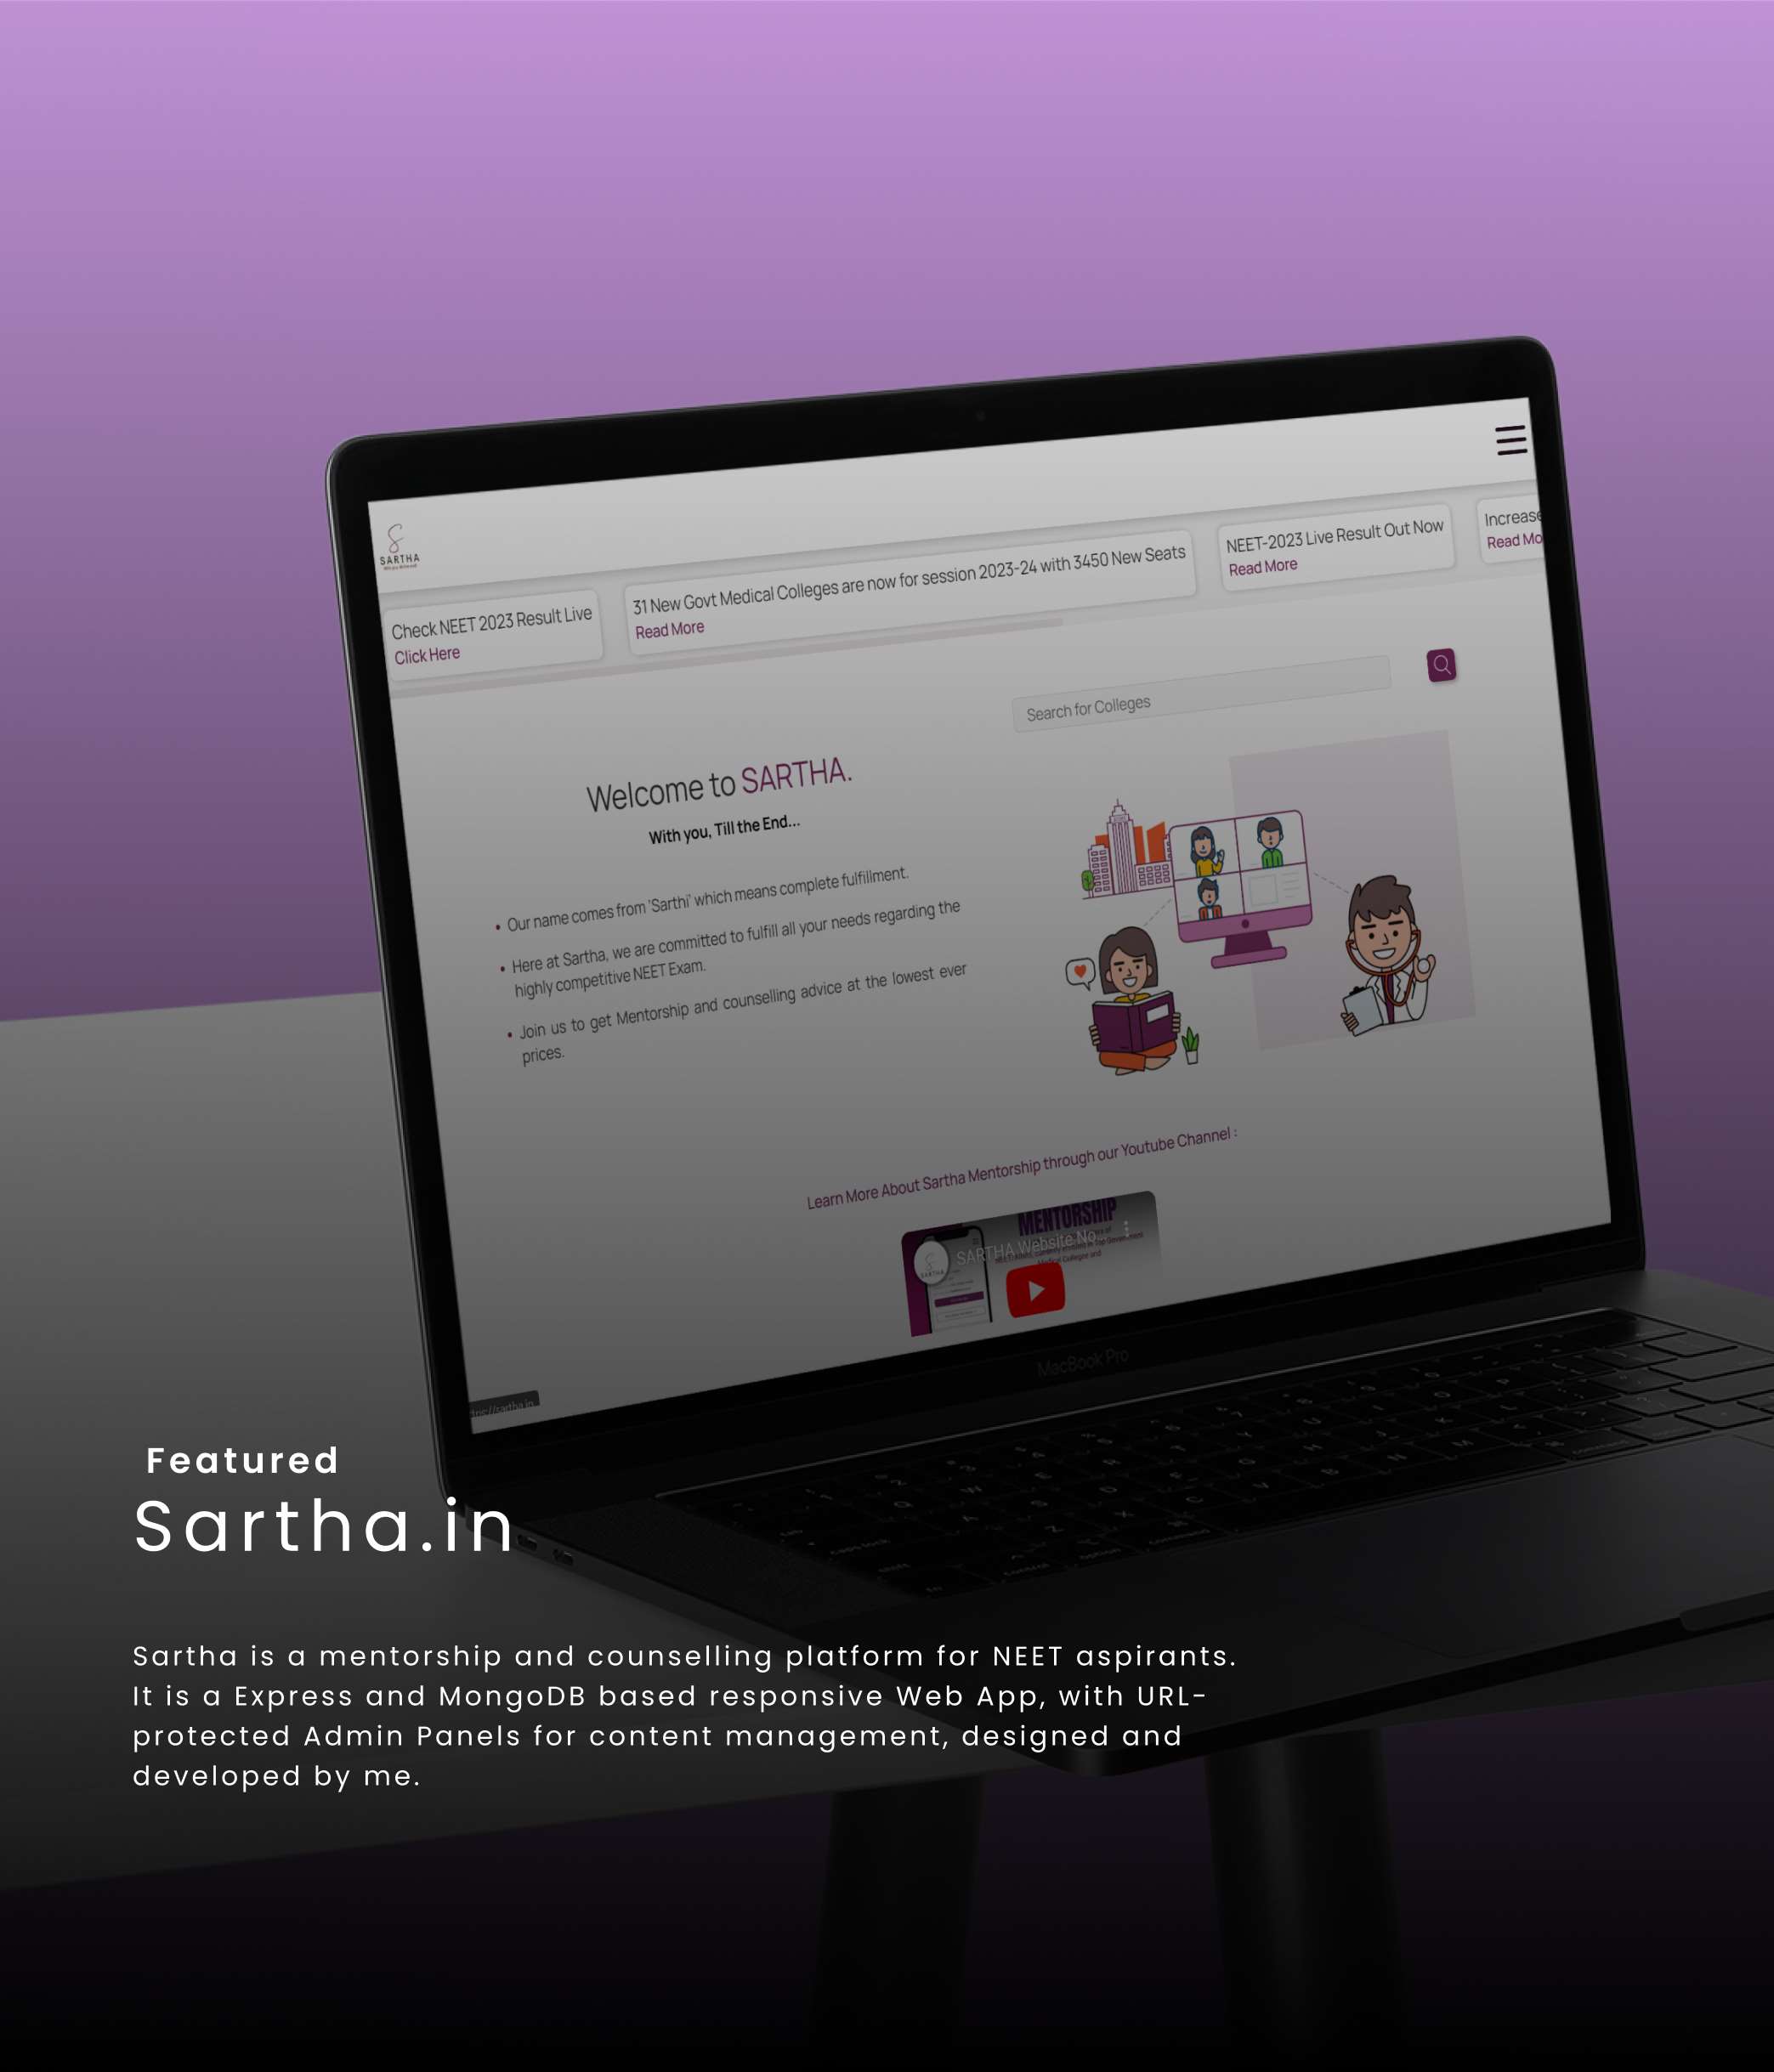 SARTHA
Check NEET 2023 Result Live
Click Here
31 New Govt Medical Colleges are now for session 2023-24 with 3450 New Seats
Read More
NEET-2023 Live Result Out Now
Read More
Increase
Read Mo
Search for Colleges
Welcome to SARTHA.
With you, Till the End...
• Our name comes from 'Sarthi' which means complete fulfillment.
• Here at Sartha, we are committed to fulfill all your needs regarding the
highly competitive NEET Exam.
• Join us to get Mentorship and counselling advice at the lowest ever
prices.
Learn More About Sartha Mentorship through our Youtube Channel :
MENTORSHIP
SARTHA Website No...
MacBook Pro
Featured
Sartha.in
Sartha is a mentorship and counselling platform for NEET aspirants.
It is a Express and MongoDB based responsive Web App, with URL-
protected Admin Panels for content management, designed and
developed by me.